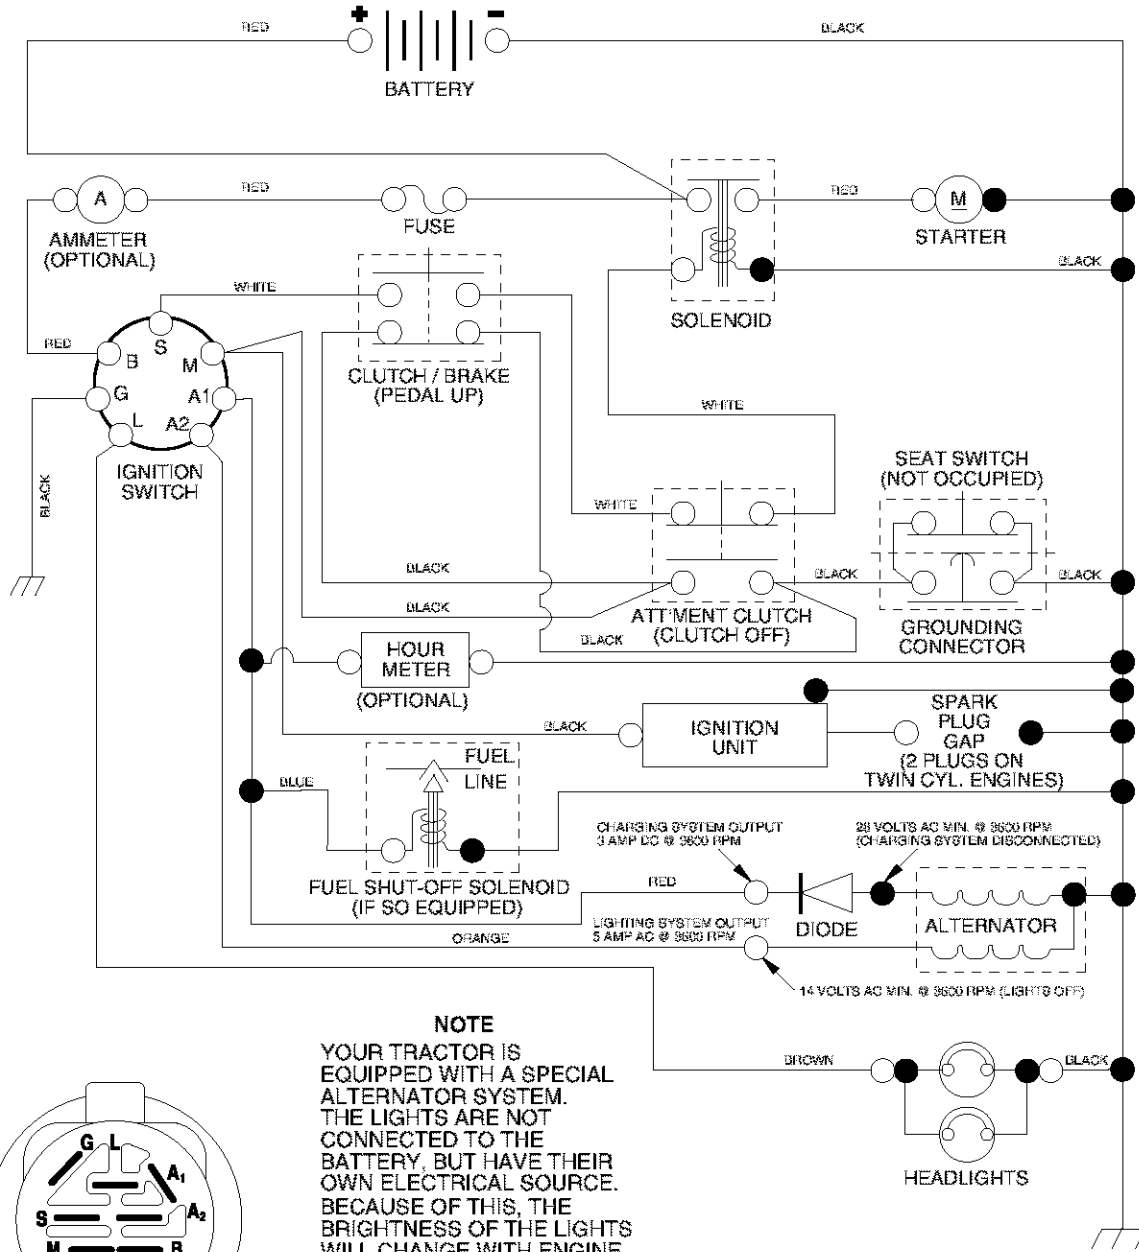 + −
RED
BLACK
BATTERY
RED
A
FUSE
RED
M
AMMETER
(OPTIONAL)
STARTER
BLACK
WHITE
SOLENOID
RED
S
B
M
G
A1
L
A2
CLUTCH / BRAKE
(PEDAL UP)
WHITE
IGNITION
SWITCH
BLACK
SEAT SWITCH
(NOT OCCUPIED)
WHITE
BLACK
BLACK
BLACK
BLACK
ATT'MENT CLUTCH
(CLUTCH OFF)
GROUNDING
CONNECTOR
BLACK
HOUR
METER
(OPTIONAL)
BLACK
IGNITION
UNIT
SPARK
PLUG
GAP
(2 PLUGS ON
TWIN CYL. ENGINES)
BLUE
FUEL
LINE
FUEL SHUT-OFF SOLENOID
(IF SO EQUIPPED)
CHARGING SYSTEM OUTPUT
3 AMP DC @ 3600 RPM
28 VOLTS AC MIN. @ 3600 RPM
(CHARGING SYSTEM DISCONNECTED)
RED
DIODE
ALTERNATOR
LIGHTING SYSTEM OUTPUT
5 AMP AC @ 3600 RPM
ORANGE
14 VOLTS AC MIN. @ 3600 RPM (LIGHTS OFF)
BROWN
BLACK
HEADLIGHTS
NOTE
YOUR TRACTOR IS
EQUIPPED WITH A SPECIAL
ALTERNATOR SYSTEM.
THE LIGHTS ARE NOT
CONNECTED TO THE
BATTERY, BUT HAVE THEIR
OWN ELECTRICAL SOURCE.
BECAUSE OF THIS, THE
BRIGHTNESS OF THE LIGHTS
WILL CHANGE WITH ENGINE
G L
A1
A2
S
M
B